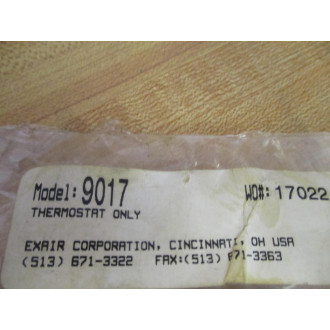 Model: 9017 WO#: 17022
THERMOSTAT ONLY
EXAIR CORPORATION, CINCINNATI, OH USA
(513) 671-3322 FAX:(513) 671-3363